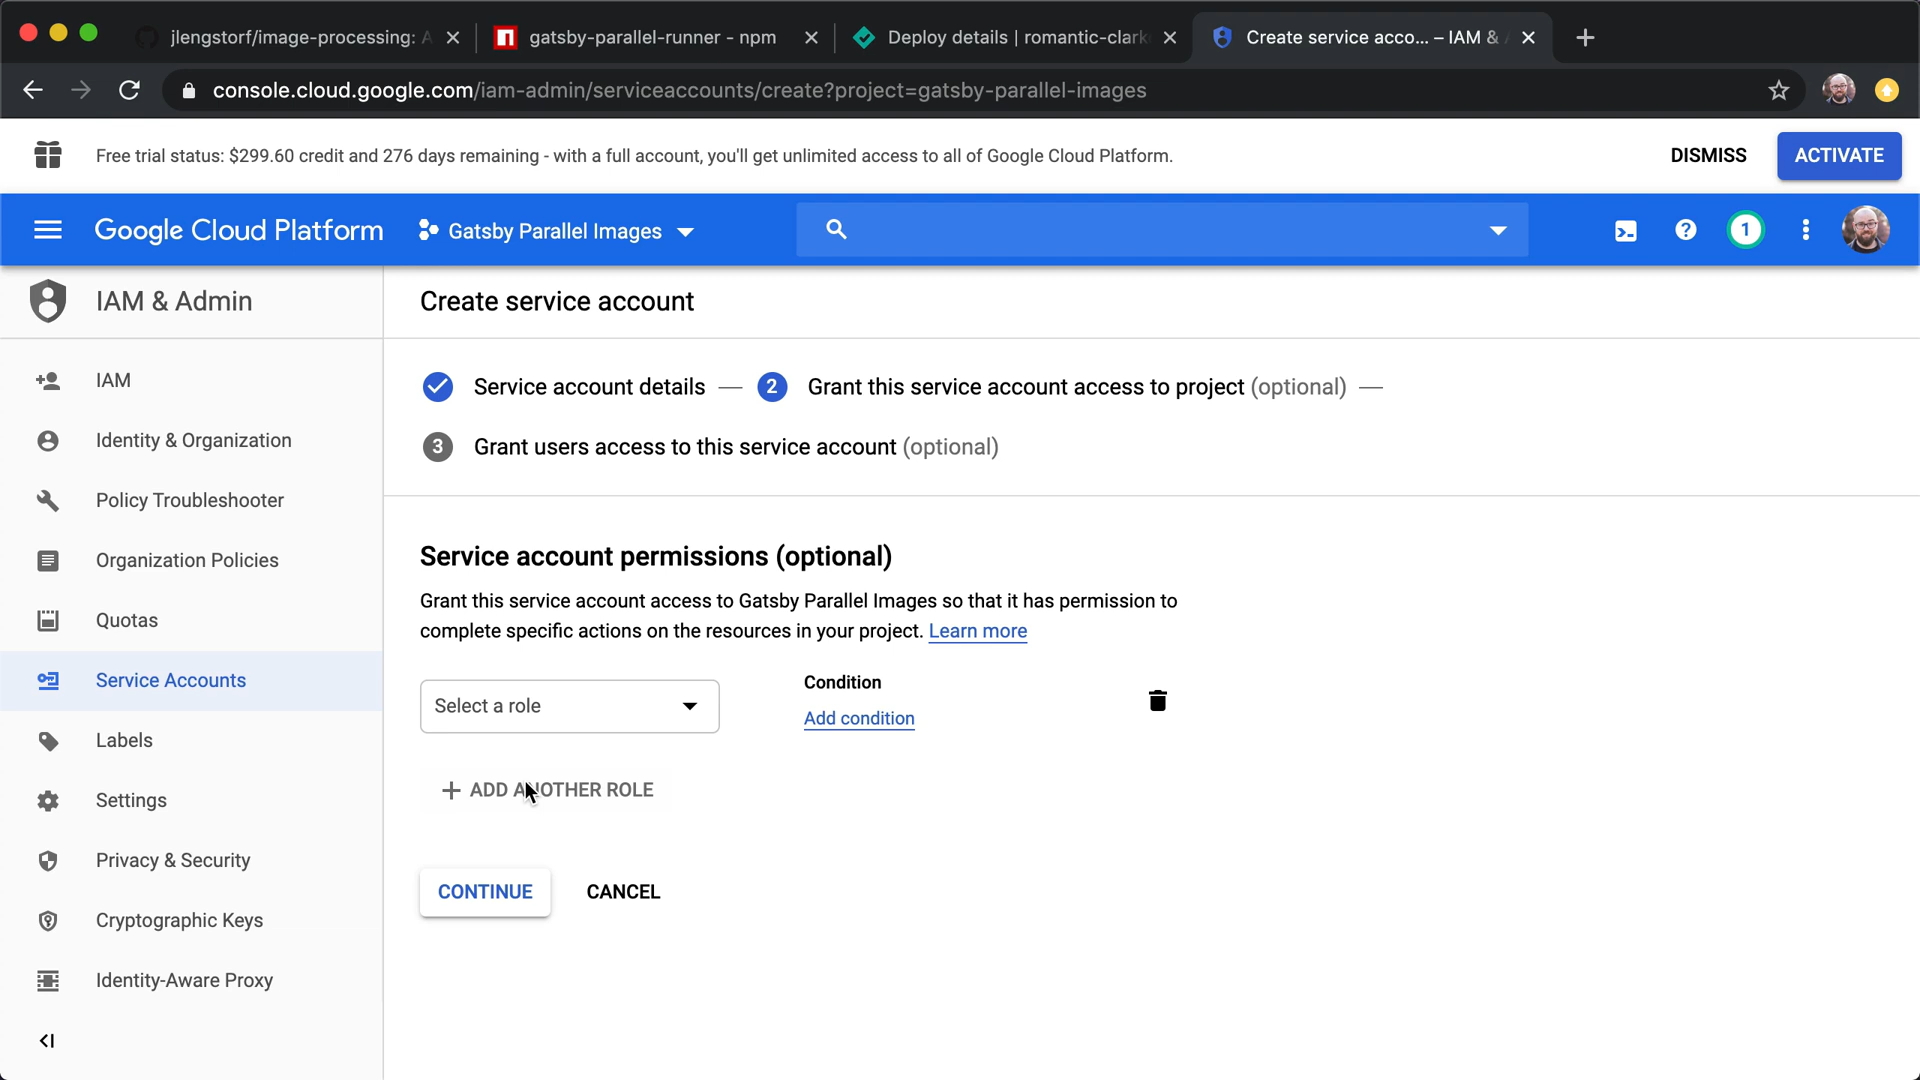 jlengstorf/image-processing: A
gatsby-parallel-runner - npm
Deploy details | romantic-clark
Create service acco... – IAM & A
console.cloud.google.com/iam-admin/serviceaccounts/create?project=gatsby-parallel-images
Free trial status: $299.60 credit and 276 days remaining - with a full account, you'll get unlimited access to all of Google Cloud Platform.
DISMISS
ACTIVATE
Google Cloud Platform
Gatsby Parallel Images
1
IAM & Admin
Create service account
IAM
Identity & Organization
Policy Troubleshooter
Organization Policies
Quotas
Service Accounts
Labels
Settings
Privacy & Security
Cryptographic Keys
Identity-Aware Proxy
Service account details — 2 Grant this service account access to project (optional) —
3 Grant users access to this service account (optional)
Service account permissions (optional)
Grant this service account access to Gatsby Parallel Images so that it has permission to
complete specific actions on the resources in your project. Learn more
Select a role
Condition
Add condition
+ ADD ANOTHER ROLE
CONTINUE
CANCEL